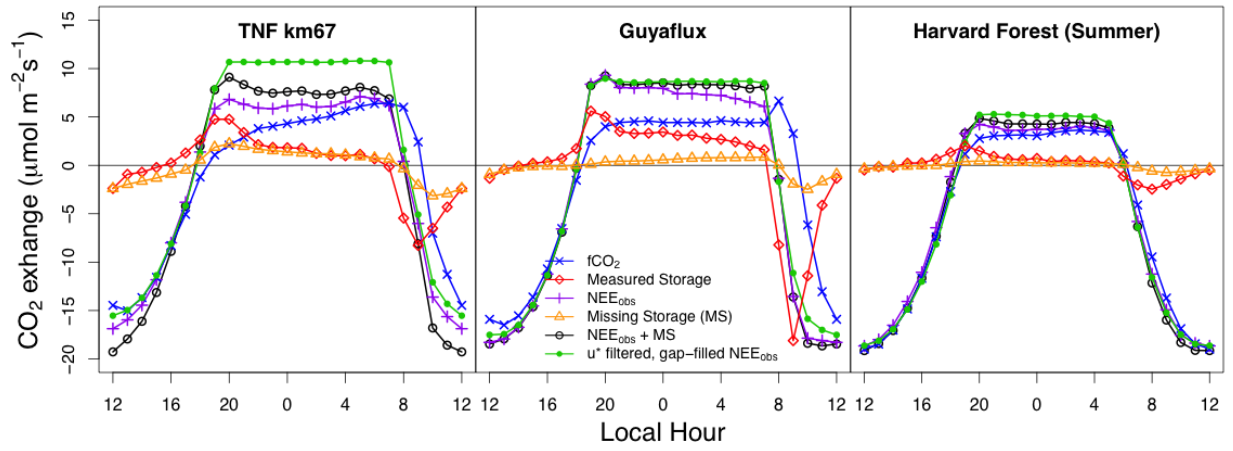 TNF km67
Guyaflux
Harvard Forest (Summer)
CO₂ exhange (µmol m⁻²s⁻¹)
15
10
5
0
−5
−10
−15
−20
fCO₂
Measured Storage
NEEobs
Missing Storage (MS)
NEEobs + MS
u* filtered, gap−filled NEEobs
12 16 20 0 4 8 12 12 16 20 0 4 8 12 12 16 20 0 4 8 12
Local Hour